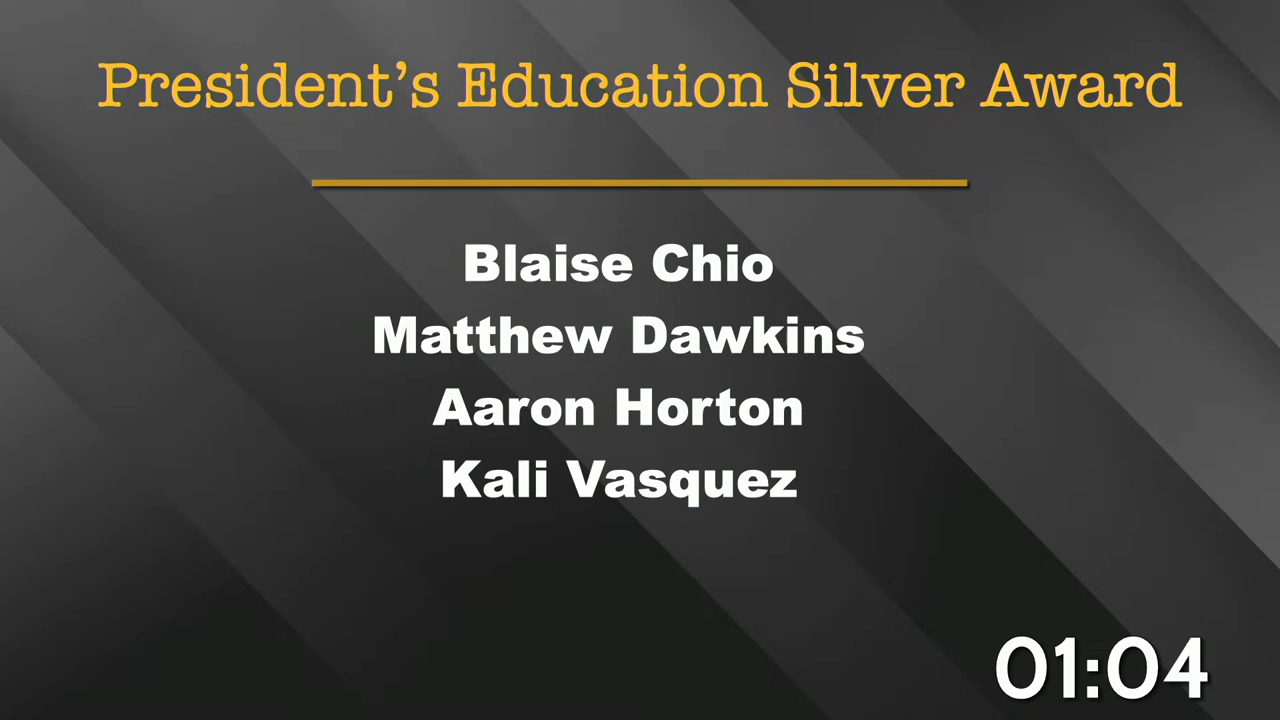 President’s Education Silver Award
Blaise Chio
Matthew Dawkins
Aaron Horton
Kali Vasquez
01:04